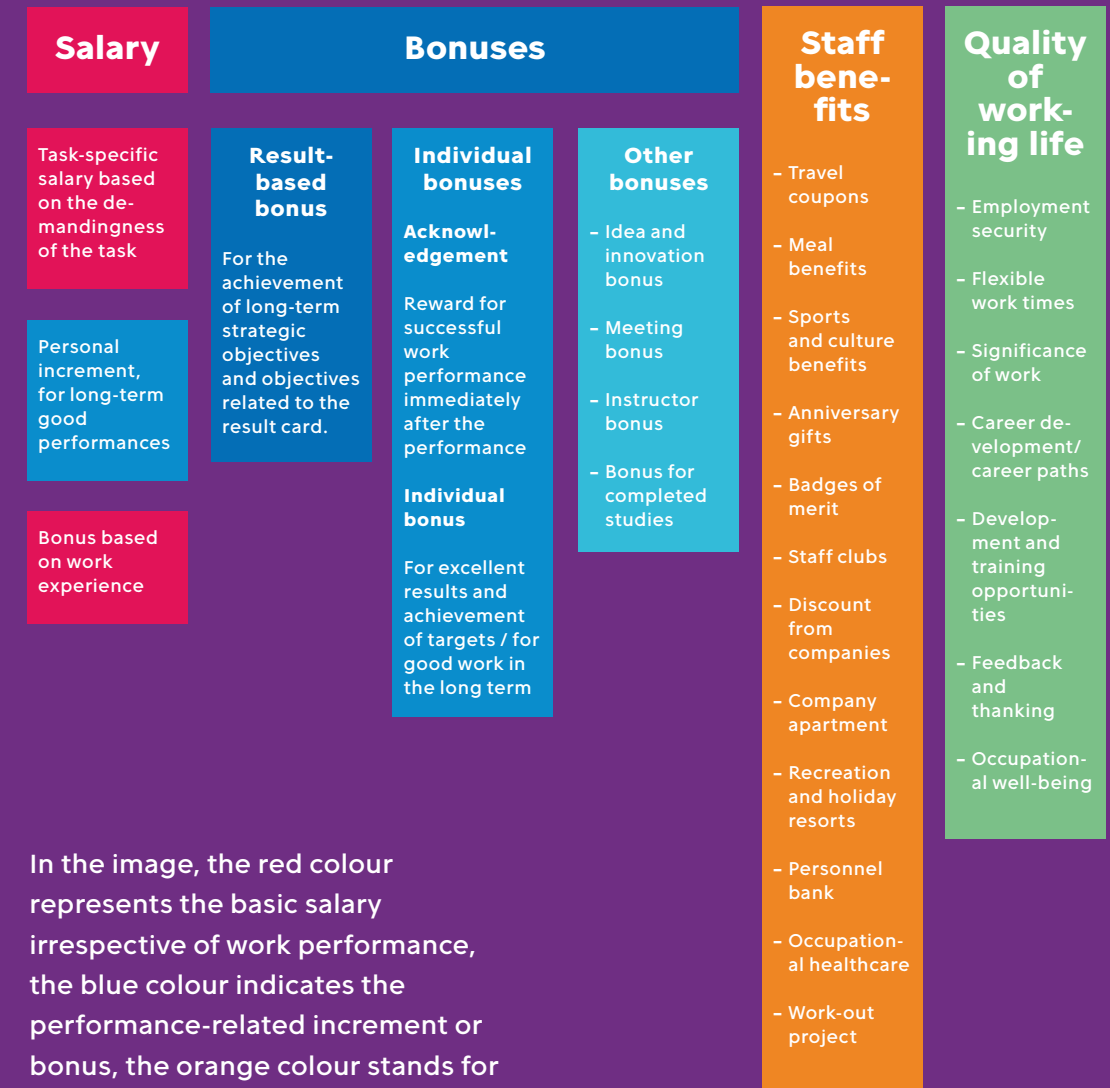 Salary
Task-specific
salary based
on the de-
mandingness
of the task
Personal
increment,
for long-term
good
performances
Bonus based
on work
experience
Bonuses
Result-
based
bonus
For the
achievement
of long-term
strategic
objectives
and objectives
related to the
result card.
Individual
bonuses
Acknowl-
edgement
Reward for
successful
work
performance
immediately
after the
performance
Individual
bonus
For excellent
results and
achievement
of targets / for
good work in
the long term
Other
bonuses
– Idea and
innovation
bonus
– Meeting
bonus
– Instructor
bonus
– Bonus for
completed
studies
Staff
bene-
fits
– Travel
coupons
– Meal
benefits
– Sports
and culture
benefits
– Anniversary
gifts
– Badges of
merit
– Staff clubs
– Discount
from
companies
– Company
apartment
– Recreation
and holiday
resorts
– Personnel
bank
– Occupation-
al healthcare
– Work-out
project
Quality
of
work-
ing life
– Employment
security
– Flexible
work times
– Significance
of work
– Career de-
velopment/
career paths
– Develop-
ment and
training
opportuni-
ties
– Feedback
and
thanking
– Occupation-
al well-being
In the image, the red colour
represents the basic salary
irrespective of work performance,
the blue colour indicates the
performance-related increment or
bonus, the orange colour stands for